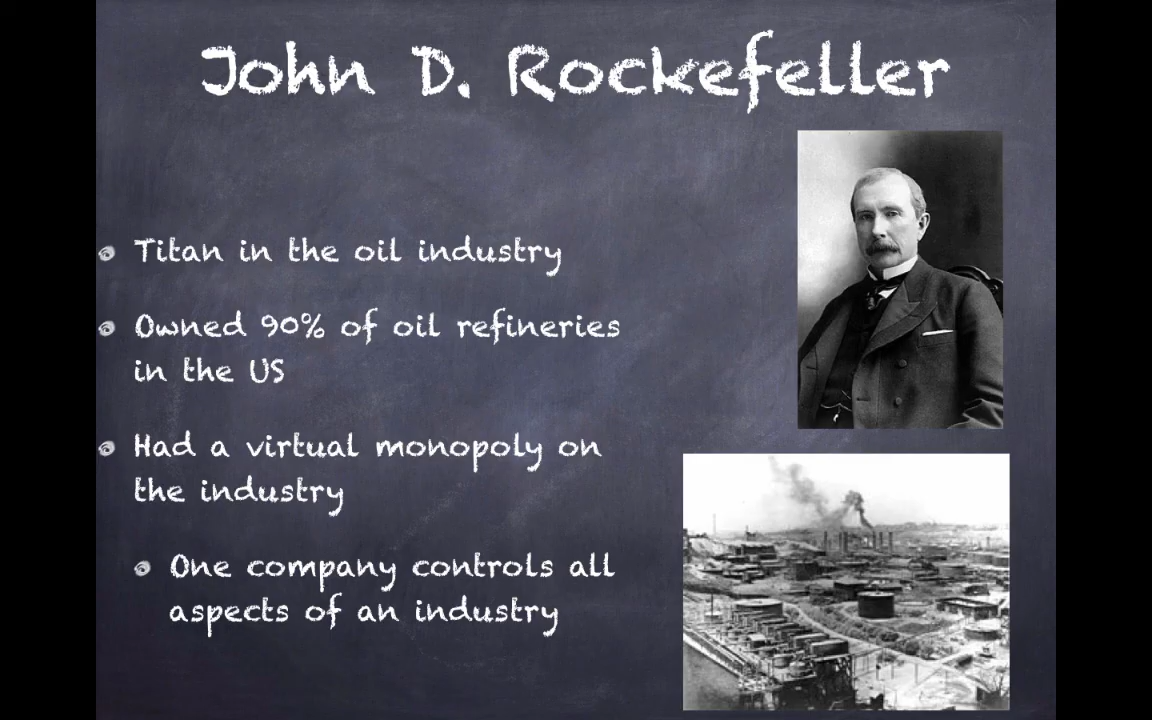 John D. Rockefeller
Titan in the oil industry
Owned 90% of oil refineries
in the US
Had a virtual monopoly on
the industry
One company controls all
aspects of an industry